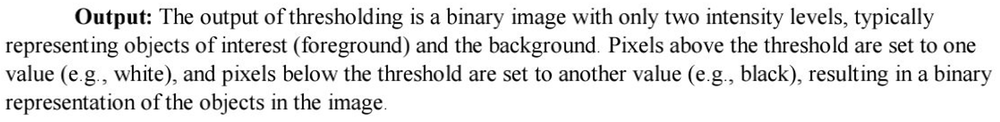 Output: The output of thresholding is a binary image with only two intensity levels, typically
representing objects of interest (foreground) and the background. Pixels above the threshold are set to one
value (e.g., white), and pixels below the threshold are set to another value (e.g., black), resulting in a binary
representation of the objects in the image.